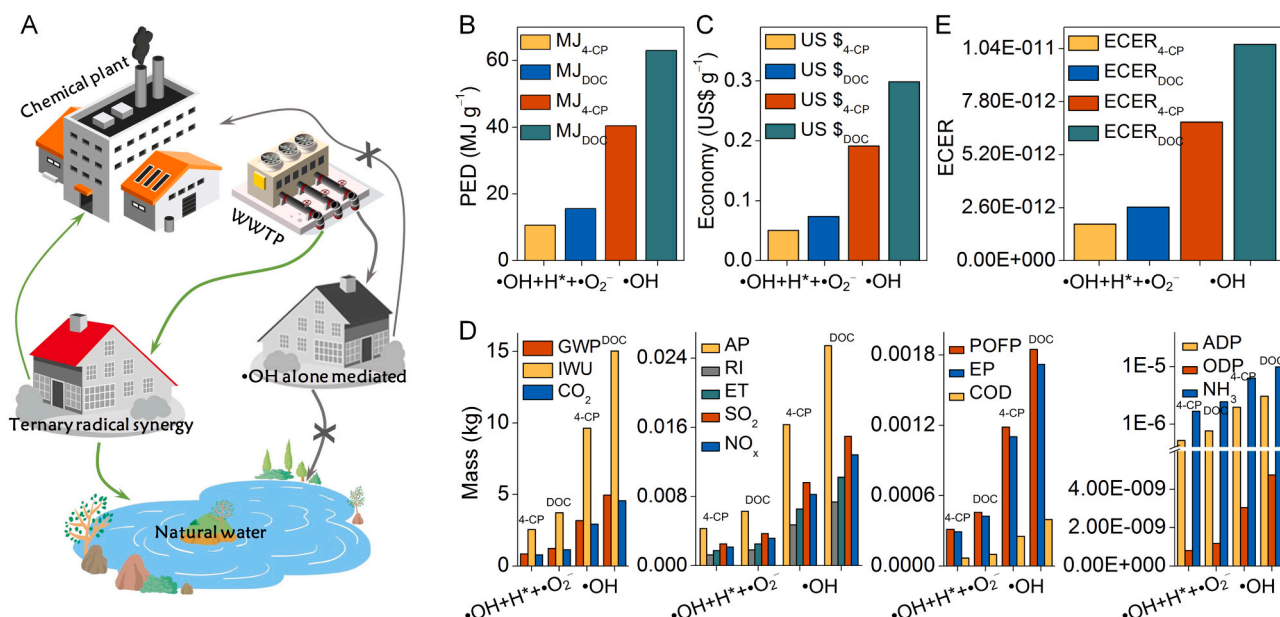 A
Chemical plant
WWTP
•OH alone mediated
Ternary radical synergy
Natural water
B
PED (MJ g⁻¹)
60
40
20
0
MJ4-CP
MJDOC
MJ4-CP
MJDOC
•OH+H*+•O₂⁻ •OH
C
Economy (US$ g⁻¹)
0.3
0.2
0.1
0.0
US $4-CP
US $DOC
US $4-CP
US $DOC
•OH+H*+•O₂⁻ •OH
E
ECER
1.04E-011
7.80E-012
5.20E-012
2.60E-012
0.00E+000
ECER4-CP
ECERDOC
ECER4-CP
ECERDOC
•OH+H*+•O₂⁻ •OH
D
Mass (kg)
15
10
5
0
GWP
IWU
CO₂
4-CP
DOC
4-CP
DOC
•OH+H*+•O₂⁻ •OH
0.024
0.016
0.008
0.000
AP
RI
ET
SO₂
NOx
4-CP
DOC
4-CP
DOC
•OH+H*+•O₂⁻ •OH
0.0018
0.0012
0.0006
0.0000
POFP
EP
COD
4-CP
DOC
4-CP
DOC
•OH+H*+•O₂⁻ •OH
1E-5
1E-6
4.00E-009
2.00E-009
0.00E+000
ADP
ODP
NH₃
4-CP
DOC
4-CP
DOC
•OH+H*+•O₂⁻ •OH